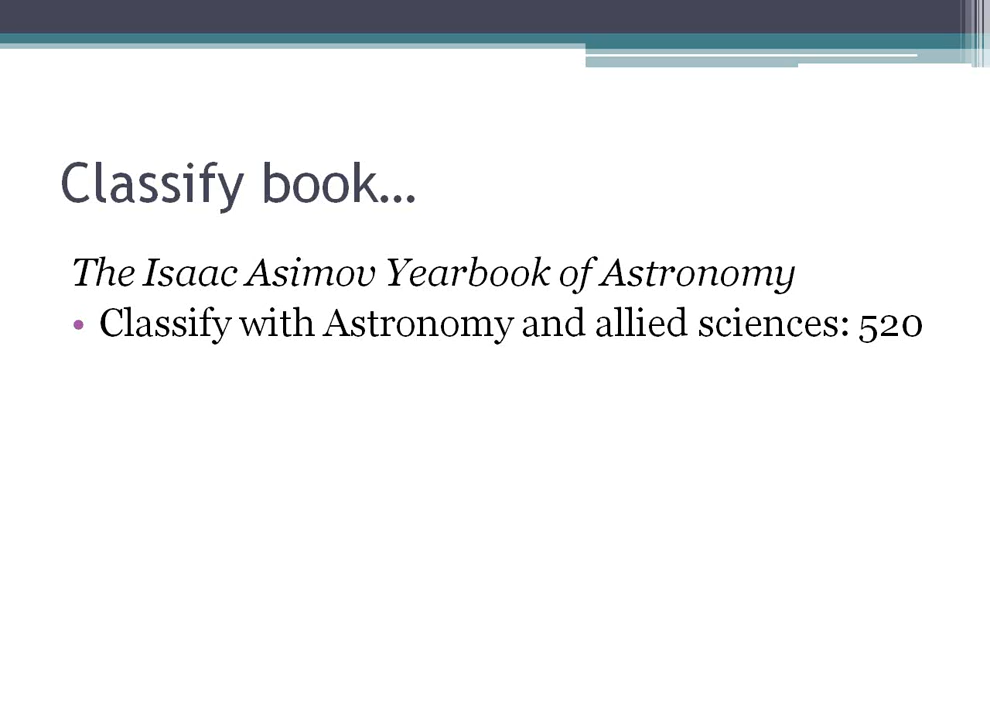 Classify book…
The Isaac Asimov Yearbook of Astronomy
• Classify with Astronomy and allied sciences: 520